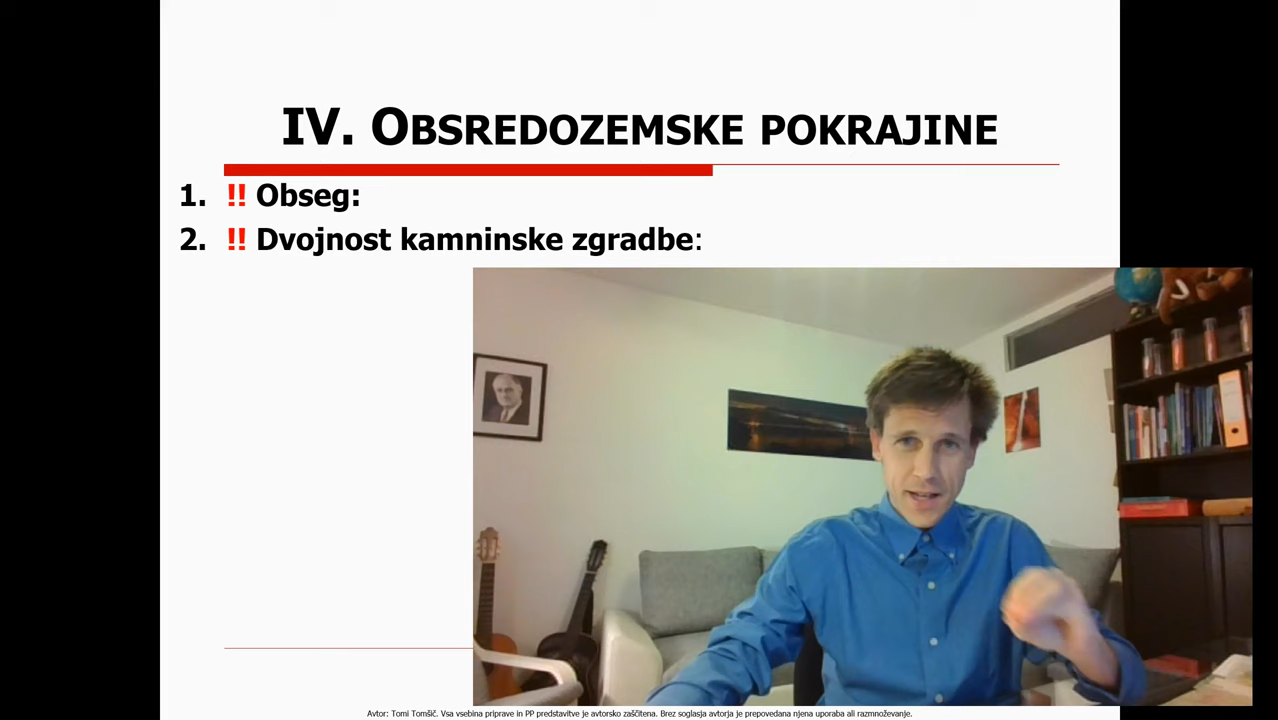 IV. OBSREDOZEMSKE POKRAJINE
1. !! Obseg:
2. !! Dvojnost kamninske zgradbe:
Avtor: Tomi Tomšič. Vsa vsebina priprave in PP predstavitve je avtorsko zaščitena. Brez soglasja avtorja je prepovedana njena uporaba ali razmnoževanje.